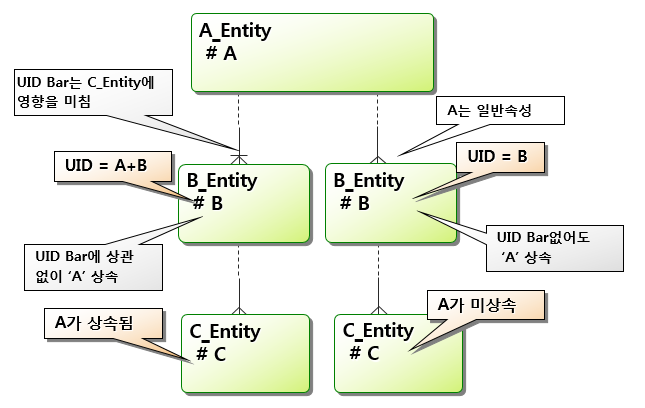 A_Entity
# A
UID Bar는 C_Entity에
영향을 미침
A는 일반속성
UID = A+B
UID = B
B_Entity
# B
B_Entity
# B
UID Bar에 상관
없이 ‘A’ 상속
UID Bar없어도
‘A’ 상속
A가 상속됨
A가 미상속
C_Entity
# C
C_Entity
# C